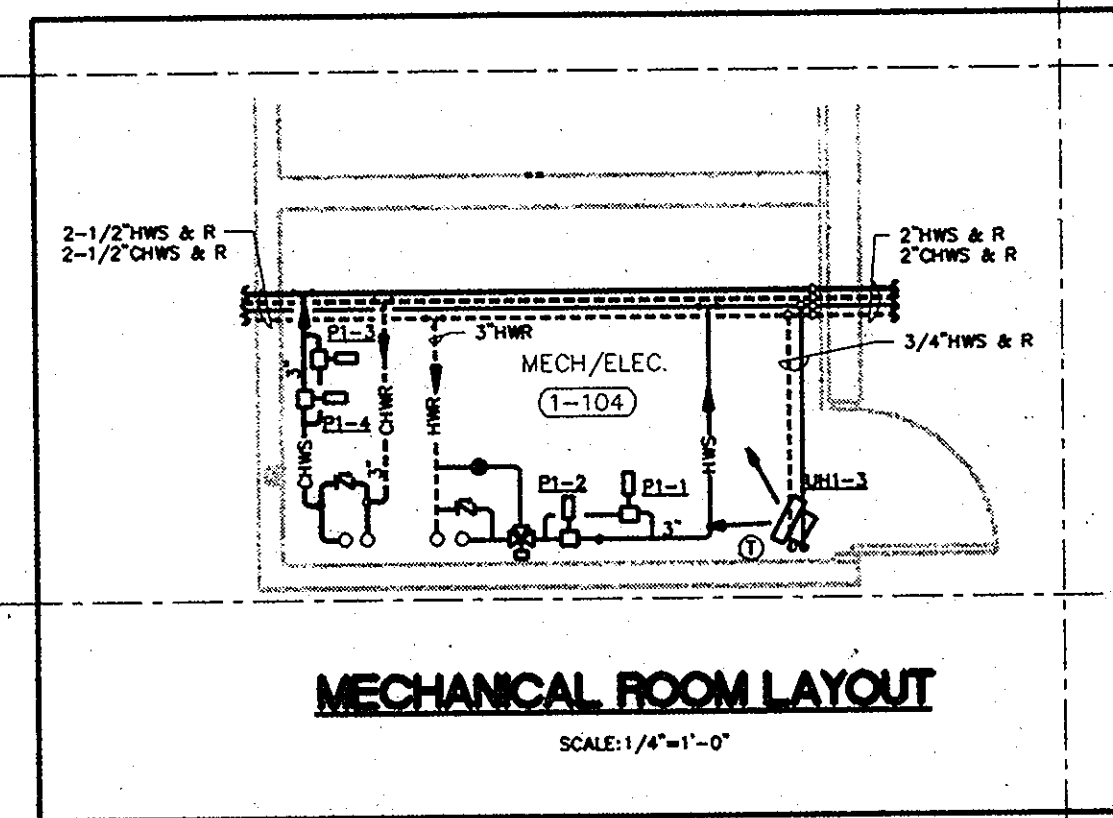 2-1/2"HWS & R
2-1/2"CHWS & R
2"HWS & R
2"CHWS & R
P1-3
3"HWR
3/4"HWS & R
MECH/ELEC.
1-104
3"
P1-4
CHWR
HWR
CHWS
3"
HWS
P1-2
P1-1
UH1-3
3"
T
MECHANICAL ROOM LAYOUT
SCALE:1/4"=1'-0"